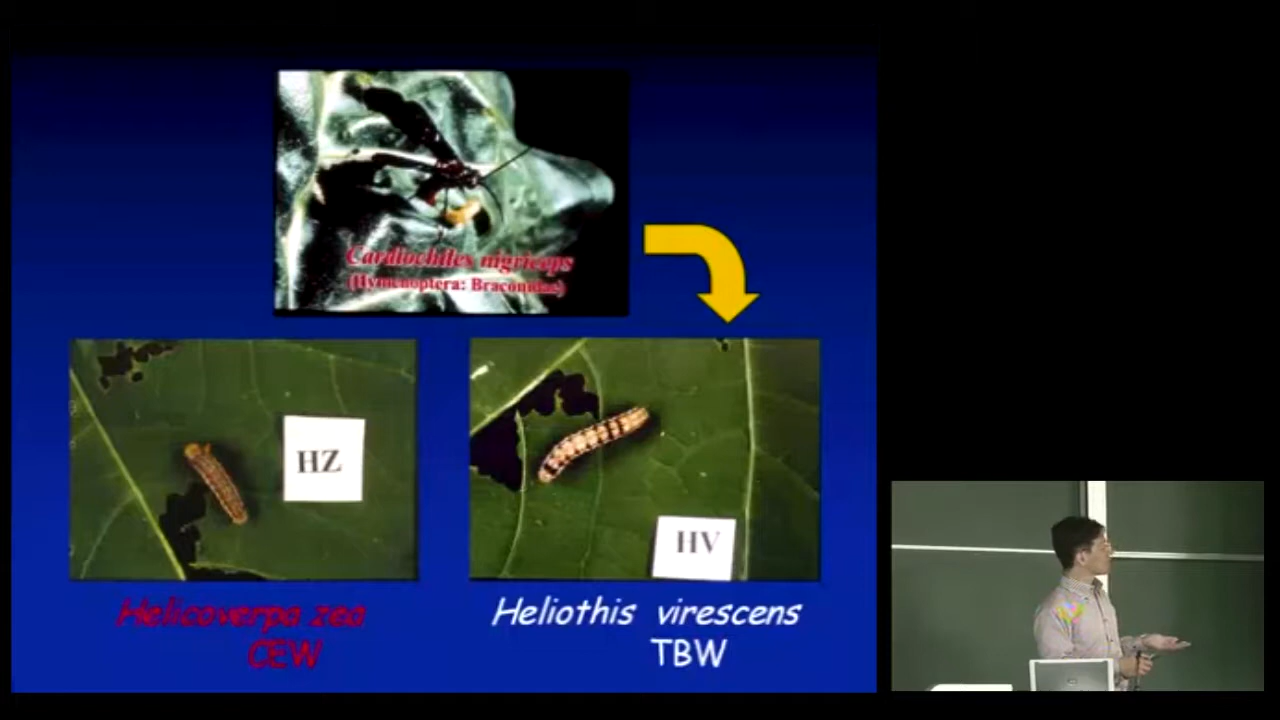 Cardiochiles nigriceps
(Hymenoptera: Braconidae)
HZ
HV
Helicoverpa zea
CEW
Heliothis virescens
TBW